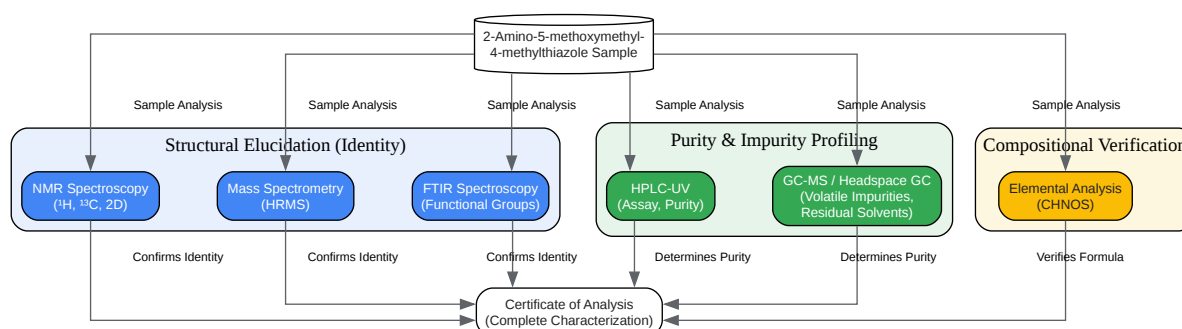 2-Amino-5-methoxymethyl-
4-methylthiazole Sample
Sample Analysis
Sample Analysis
Sample Analysis
Sample Analysis
Sample Analysis
Sample Analysis
Structural Elucidation (Identity)
Purity & Impurity Profiling
Compositional Verification
NMR Spectroscopy
(¹H, ¹³C, 2D)
Mass Spectrometry
(HRMS)
FTIR Spectroscopy
(Functional Groups)
HPLC-UV
(Assay, Purity)
GC-MS / Headspace GC
(Volatile Impurities,
Residual Solvents)
Elemental Analysis
(CHNOS)
Confirms Identity
Confirms Identity
Confirms Identity
Determines Purity
Determines Purity
Verifies Formula
Certificate of Analysis
(Complete Characterization)